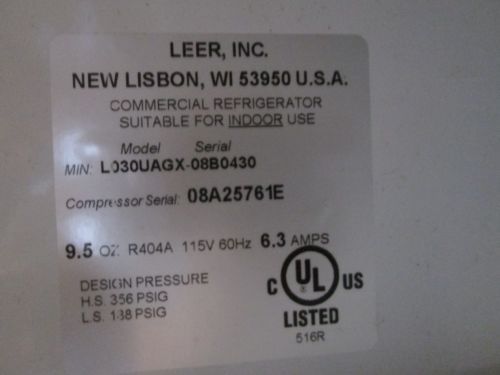 LEER, INC.
NEW LISBON, WI 53950 U.S.A.
COMMERCIAL REFRIGERATOR
SUITABLE FOR INDOOR USE
Model Serial
MIN: L030UAGX-08B0430
Compressor Serial: 08A25761E
9.5 OZ R404A 115V 60Hz 6.3 AMPS
DESIGN PRESSURE
H.S. 356 PSIG
L.S. 188 PSIG
C UL US
LISTED
516R